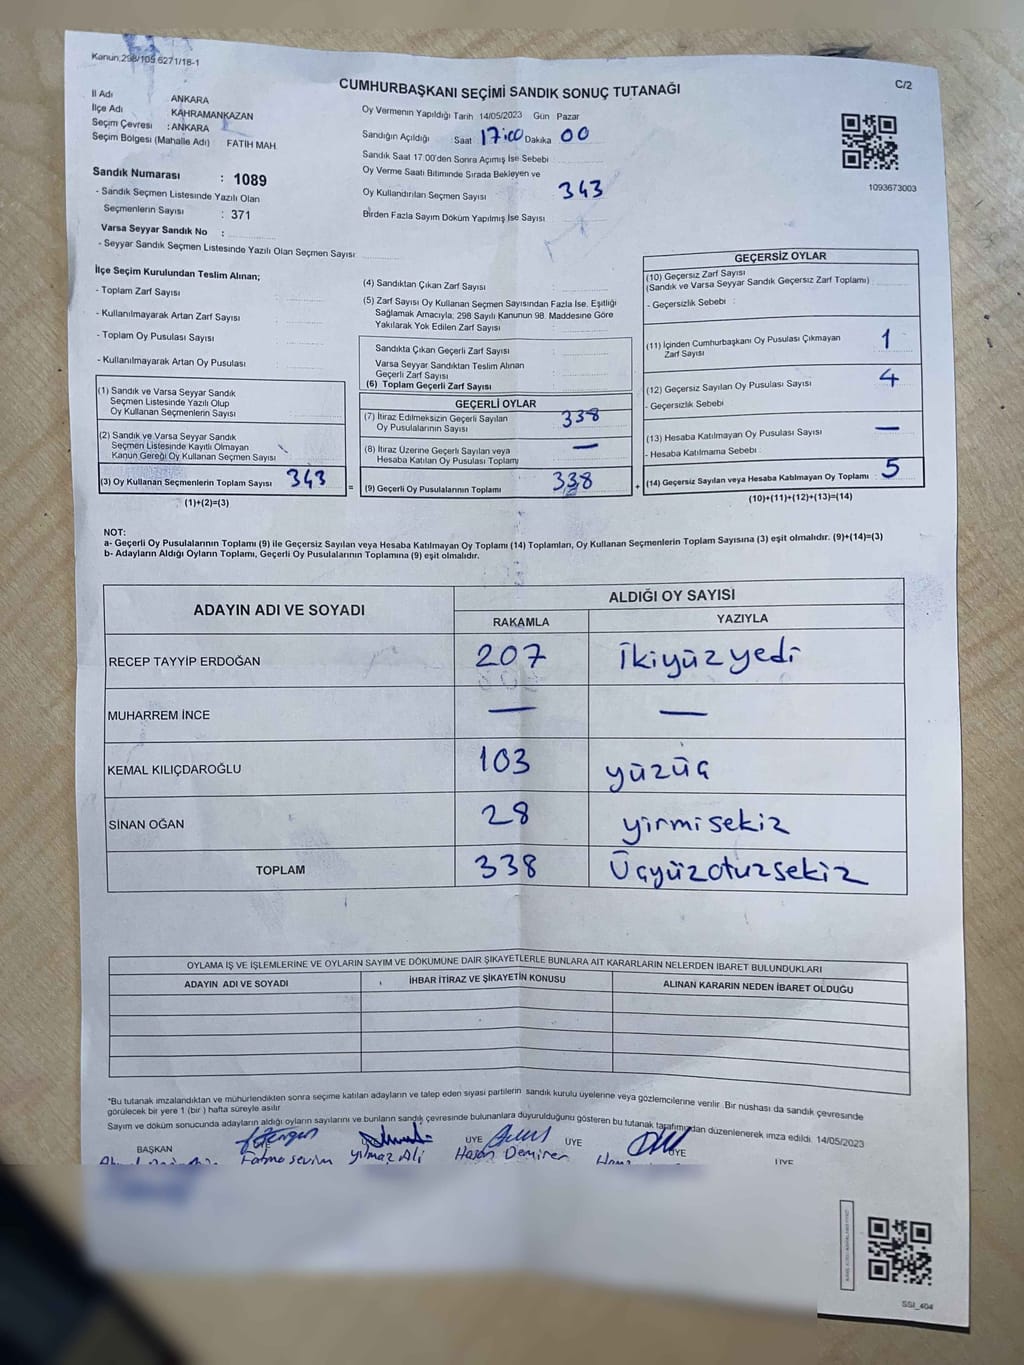 Kanun:298/105 6271/18-1
CUMHURBAŞKANI SEÇİMİ SANDIK SONUÇ TUTANAĞI
C/2
İl Adı ANKARA
İlçe Adı KAHRAMANKAZAN
Seçim Çevresi : ANKARA
Seçim Bölgesi (Mahalle Adı) FATİH MAH.
Sandık Numarası : 1089
- Sandık Seçmen Listesinde Yazılı Olan
Seçmenlerin Sayısı : 371
Varsa Seyyar Sandık No :
- Seyyar Sandık Seçmen Listesinde Yazılı Olan Seçmen Sayısı
Oy Vermenin Yapıldığı Tarih 14/05/2023 Gün Pazar
Sandığın Açıldığı Saat 17:00 Dakika 00
Sandık Saat 17 00'den Sonra Açımış İse Sebebi
Oy Verme Saati Bitiminde Sırada Bekleyen ve
Oy Kullandırılan Seçmen Sayısı 343
Birden Fazla Sayım Döküm Yapılmış İse Sayısı
1093673003
İlçe Seçim Kurulundan Teslim Alınan;
- Toplam Zarf Sayısı
- Kullanılmayarak Artan Zarf Sayısı
- Toplam Oy Pusulası Sayısı
- Kullanılmayarak Artan Oy Pusulası
(1) Sandık ve Varsa Seyyar Sandık
Seçmen Listesinde Yazılı Olup
Oy Kullanan Seçmenlerin Sayısı
(2) Sandık ve Varsa Seyyar Sandık
Seçmen Listesinde Kayıtlı Olmayan
Kanun Gereği Oy Kullanan Seçmen Sayısı
(3) Oy Kullanan Seçmenlerin Toplam Sayısı 343
(1)+(2)=(3)
(4) Sandıktan Çıkan Zarf Sayısı
(5) Zarf Sayısı Oy Kullanan Seçmen Sayısından Fazla İse, Eşitliği
Sağlamak Amacıyla; 298 Sayılı Kanunun 98. Maddesine Göre
Yakılarak Yok Edilen Zarf Sayısı
Sandıkta Çıkan Geçerli Zarf Sayısı
Varsa Seyyar Sandıktan Teslim Alınan
Geçerli Zarf Sayısı
(6) Toplam Geçerli Zarf Sayısı
GEÇERLİ OYLAR
(7) İtiraz Edilmeksizin Geçerli Sayılan
Oy Pusulalarının Sayısı 338
(8) İtiraz Üzerine Geçerli Sayılan veya
Hesaba Katılan Oy Pusulası Toplamı —
= (9) Geçerli Oy Pusulalarının Toplamı 338
GEÇERSİZ OYLAR
(10) Geçersiz Zarf Sayısı
(Sandık ve Varsa Seyyar Sandık Geçersiz Zarf Toplamı)
- Geçersizlik Sebebi :
(11) İçinden Cumhurbaşkanı Oy Pusulası Çıkmayan
Zarf Sayısı 1
(12) Geçersiz Sayılan Oy Pusulası Sayısı 4
- Geçersizlik Sebebi
(13) Hesaba Katılmayan Oy Pusulası Sayısı —
- Hesaba Katılmama Sebebi
+ (14) Geçersiz Sayılan veya Hesaba Katılmayan Oy Toplamı 5
(10)+(11)+(12)+(13)=(14)
NOT:
a- Geçerli Oy Pusulalarının Toplamı (9) ile Geçersiz Sayılan veya Hesaba Katılmayan Oy Toplamı (14) Toplamları, Oy Kullanan Seçmenlerin Toplam Sayısına (3) eşit olmalıdır. (9)+(14)=(3)
b- Adayların Aldığı Oyların Toplamı, Geçerli Oy Pusulalarının Toplamına (9) eşit olmalıdır.
ADAYIN ADI VE SOYADI ALDIĞI OY SAYISI
RAKAMLA YAZIYLA
RECEP TAYYİP ERDOĞAN 207 İkiyüz yedi
MUHARREM İNCE — —
KEMAL KILIÇDAROĞLU 103 yüzüç
SİNAN OĞAN 28 yirmi sekiz
TOPLAM 338 Üçyüzotuzsekiz
OYLAMA İŞ VE İŞLEMLERİNE VE OYLARIN SAYIM VE DÖKÜMÜNE DAİR ŞİKAYETLERLE BUNLARA AİT KARARLARIN NELERDEN İBARET BULUNDUKLARI
ADAYIN ADI VE SOYADI İHBAR İTİRAZ VE ŞİKAYETİN KONUSU ALINAN KARARIN NEDEN İBARET OLDUĞU
*Bu tutanak imzalandıktan ve mühürlendikten sonra seçime katılan adayların ve talep eden siyasi partilerin sandık kurulu üyelerine veya gözlemcilerine verilir. Bir nüshası da sandık çevresinde
görülecek bir yere 1 (bir ) hafta süreyle asılır
Sayım ve döküm sonucunda adayların aldığı oyların sayılarını ve bunların sandık çevresinde bulunanlara duyurulduğunu gösteren bu tutanak tarafımızdan düzenlenerek imza edildi. 14/05/2023
BAŞKAN ÜYE ÜYE ÜYE ÜYE
Fatma Sevim Yılmaz Ali Hasan Demirer
SSI_404